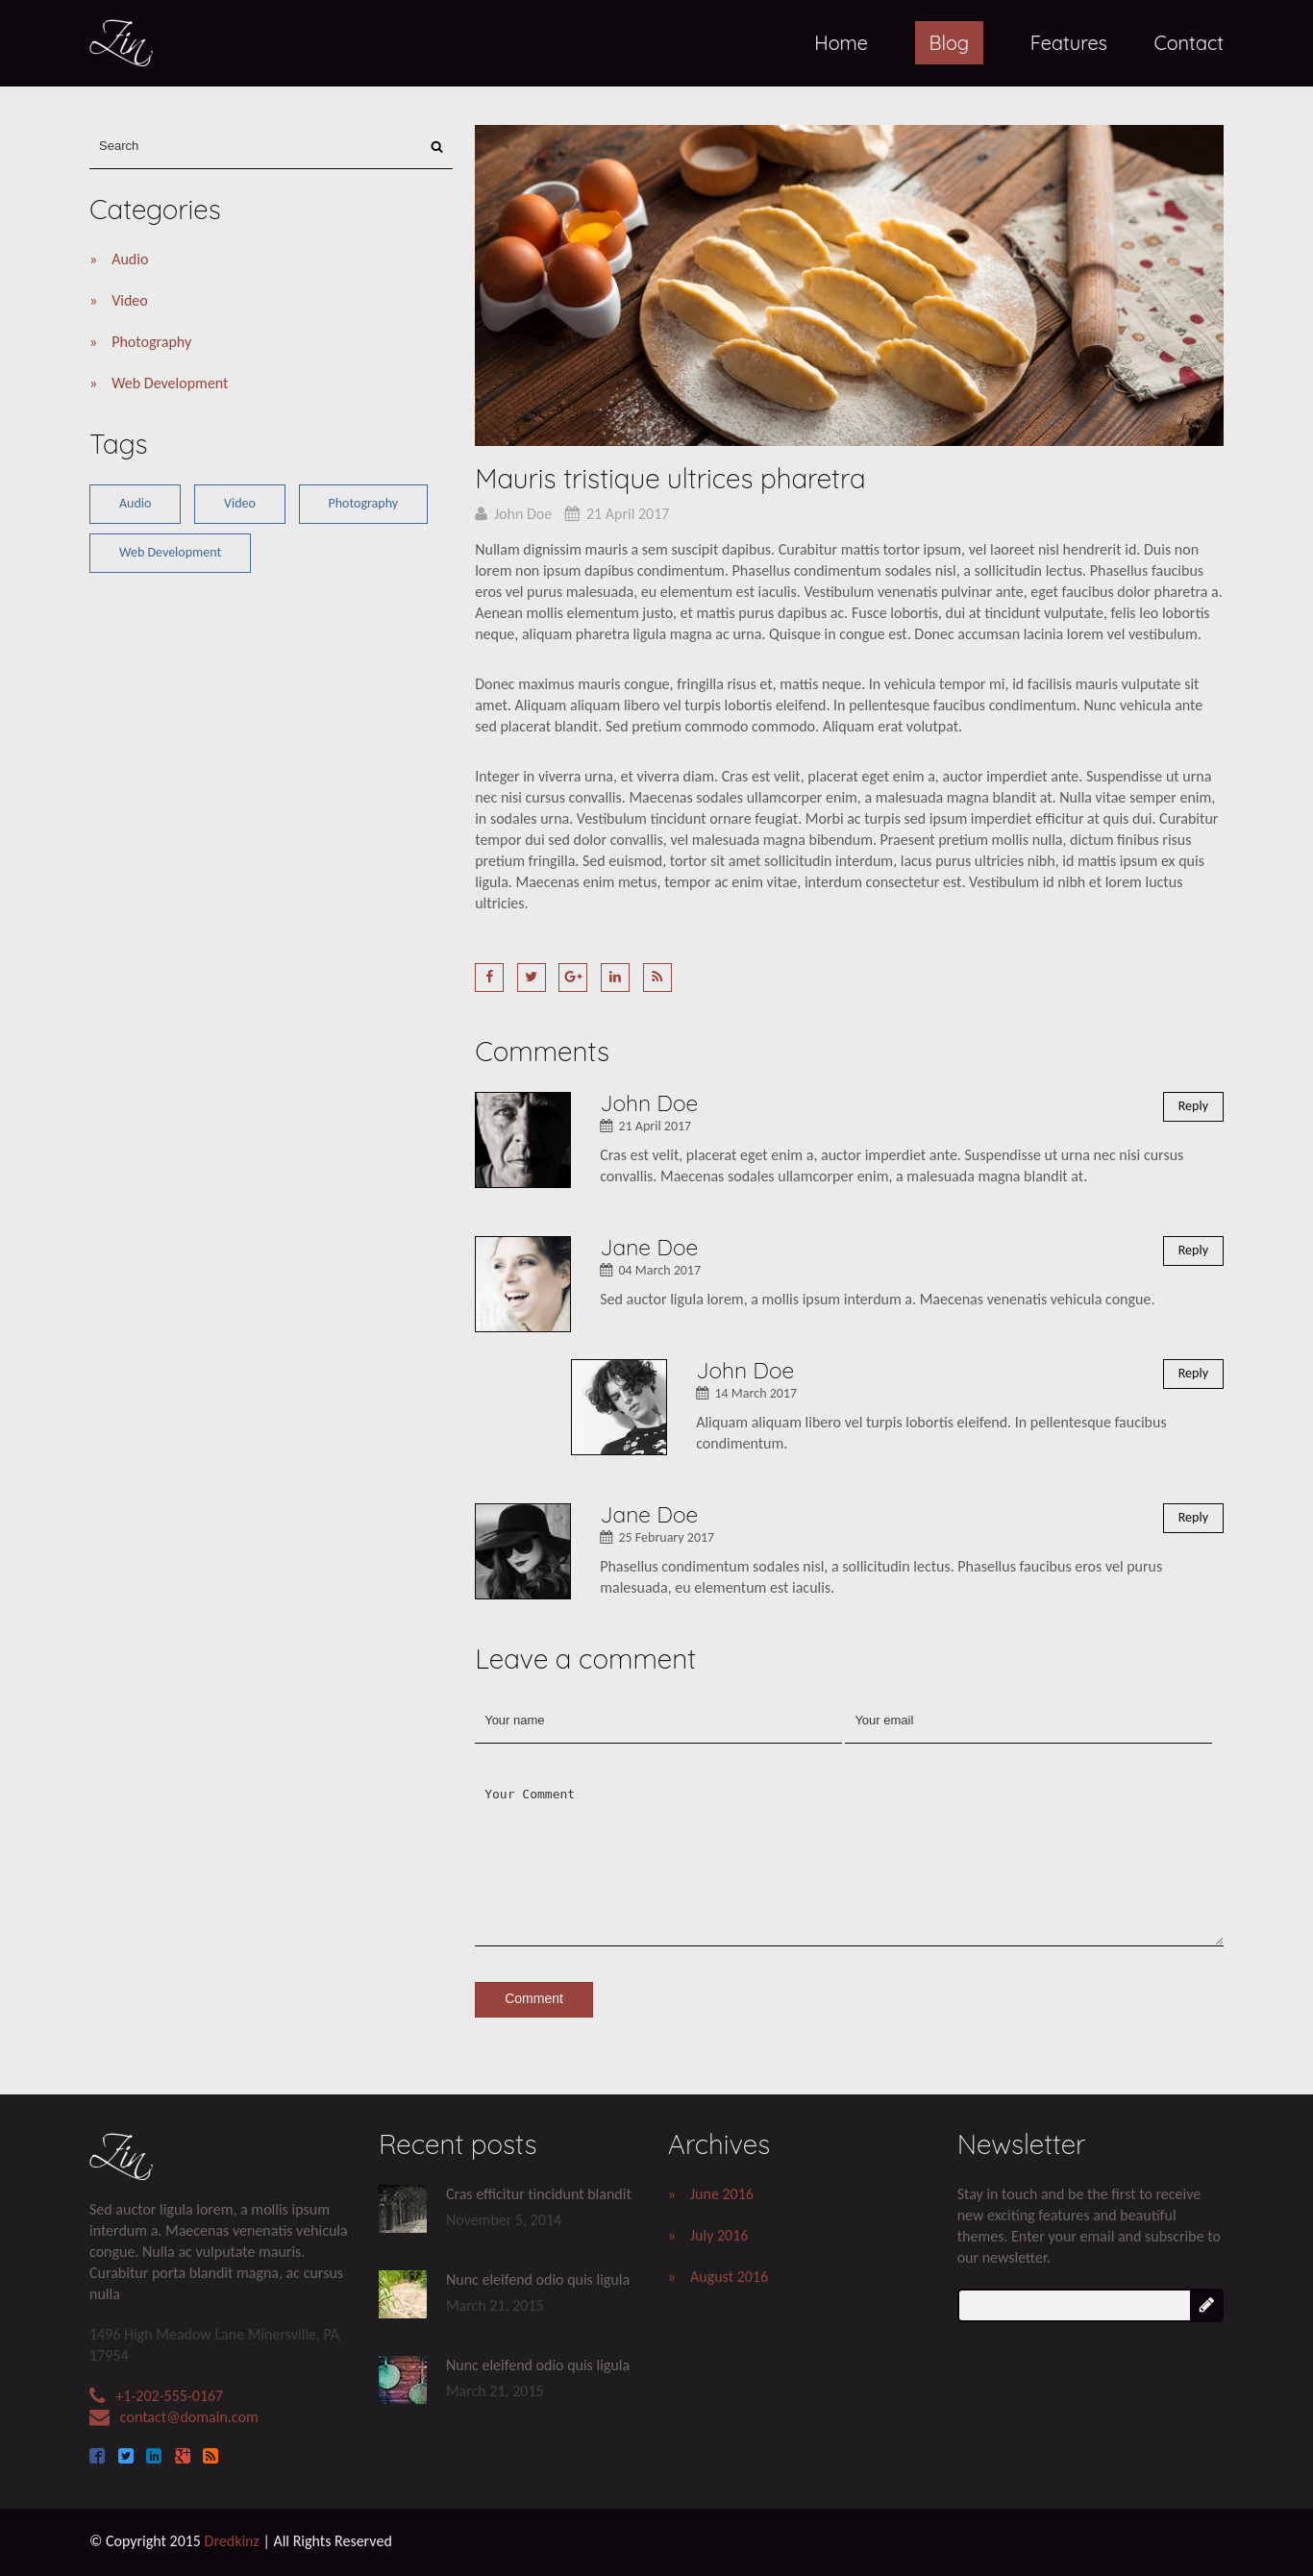 Zin
Home
Blog
Features
Contact
Search
Categories
» Audio
» Video
» Photography
» Web Development
Tags
Audio
Video
Photography
Web Development
Mauris tristique ultrices pharetra
John Doe 21 April 2017
Nullam dignissim mauris a sem suscipit dapibus. Curabitur mattis tortor ipsum, vel laoreet nisl hendrerit id. Duis non
lorem non ipsum dapibus condimentum. Phasellus condimentum sodales nisl, a sollicitudin lectus. Phasellus faucibus
eros vel purus malesuada, eu elementum est iaculis. Vestibulum venenatis pulvinar ante, eget faucibus dolor pharetra a.
Aenean mollis elementum justo, et mattis purus dapibus ac. Fusce lobortis, dui at tincidunt vulputate, felis leo lobortis
neque, aliquam pharetra ligula magna ac urna. Quisque in congue est. Donec accumsan lacinia lorem vel vestibulum.
Donec maximus mauris congue, fringilla risus et, mattis neque. In vehicula tempor mi, id facilisis mauris vulputate sit
amet. Aliquam aliquam libero vel turpis lobortis eleifend. In pellentesque faucibus condimentum. Nunc vehicula ante
sed placerat blandit. Sed pretium commodo commodo. Aliquam erat volutpat.
Integer in viverra urna, et viverra diam. Cras est velit, placerat eget enim a, auctor imperdiet ante. Suspendisse ut urna
nec nisi cursus convallis. Maecenas sodales ullamcorper enim, a malesuada magna blandit at. Nulla vitae semper enim,
in sodales urna. Vestibulum tincidunt ornare feugiat. Morbi ac turpis sed ipsum imperdiet efficitur at quis dui. Curabitur
tempor dui sed dolor convallis, vel malesuada magna bibendum. Praesent pretium mollis nulla, dictum finibus risus
pretium fringilla. Sed euismod, tortor sit amet sollicitudin interdum, lacus purus ultricies nibh, id mattis ipsum ex quis
ligula. Maecenas enim metus, tempor ac enim vitae, interdum consectetur est. Vestibulum id nibh et lorem luctus
ultricies.
Comments
John Doe
Reply
21 April 2017
Cras est velit, placerat eget enim a, auctor imperdiet ante. Suspendisse ut urna nec nisi cursus
convallis. Maecenas sodales ullamcorper enim, a malesuada magna blandit at.
Jane Doe
Reply
04 March 2017
Sed auctor ligula lorem, a mollis ipsum interdum a. Maecenas venenatis vehicula congue.
John Doe
Reply
14 March 2017
Aliquam aliquam libero vel turpis lobortis eleifend. In pellentesque faucibus
condimentum.
Jane Doe
Reply
25 February 2017
Phasellus condimentum sodales nisl, a sollicitudin lectus. Phasellus faucibus eros vel purus
malesuada, eu elementum est iaculis.
Leave a comment
Your name
Your email
Your Comment
Comment
Zin
Sed auctor ligula lorem, a mollis ipsum
interdum a. Maecenas venenatis vehicula
congue. Nulla ac vulputate mauris.
Curabitur porta blandit magna, ac cursus
nulla
1496 High Meadow Lane Minersville, PA
17954
+1-202-555-0167
contact@domain.com
Recent posts
Cras efficitur tincidunt blandit
November 5, 2014
Nunc eleifend odio quis ligula
March 21, 2015
Nunc eleifend odio quis ligula
March 21, 2015
Archives
» June 2016
» July 2016
» August 2016
Newsletter
Stay in touch and be the first to receive
new exciting features and beautiful
themes. Enter your email and subscribe to
our newsletter.
© Copyright 2015 Dredkinz | All Rights Reserved